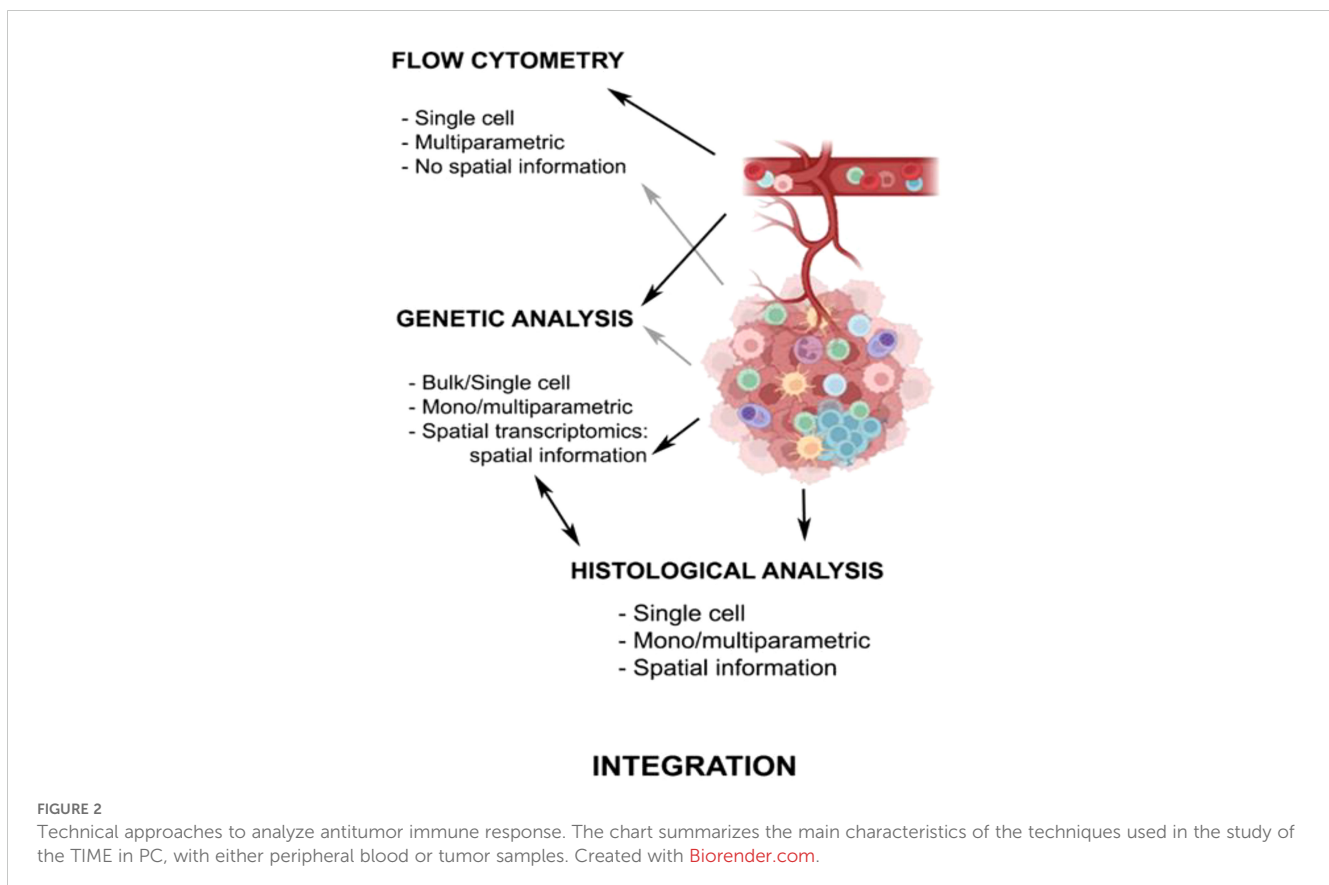 FLOW CYTOMETRY
- Single cell
- Multiparametric
- No spatial information
GENETIC ANALYSIS
- Bulk/Single cell
- Mono/multiparametric
- Spatial transcriptomics:
spatial information
HISTOLOGICAL ANALYSIS
- Single cell
- Mono/multiparametric
- Spatial information
INTEGRATION
FIGURE 2
Technical approaches to analyze antitumor immune response. The chart summarizes the main characteristics of the techniques used in the study of
the TIME in PC, with either peripheral blood or tumor samples. Created with Biorender.com.